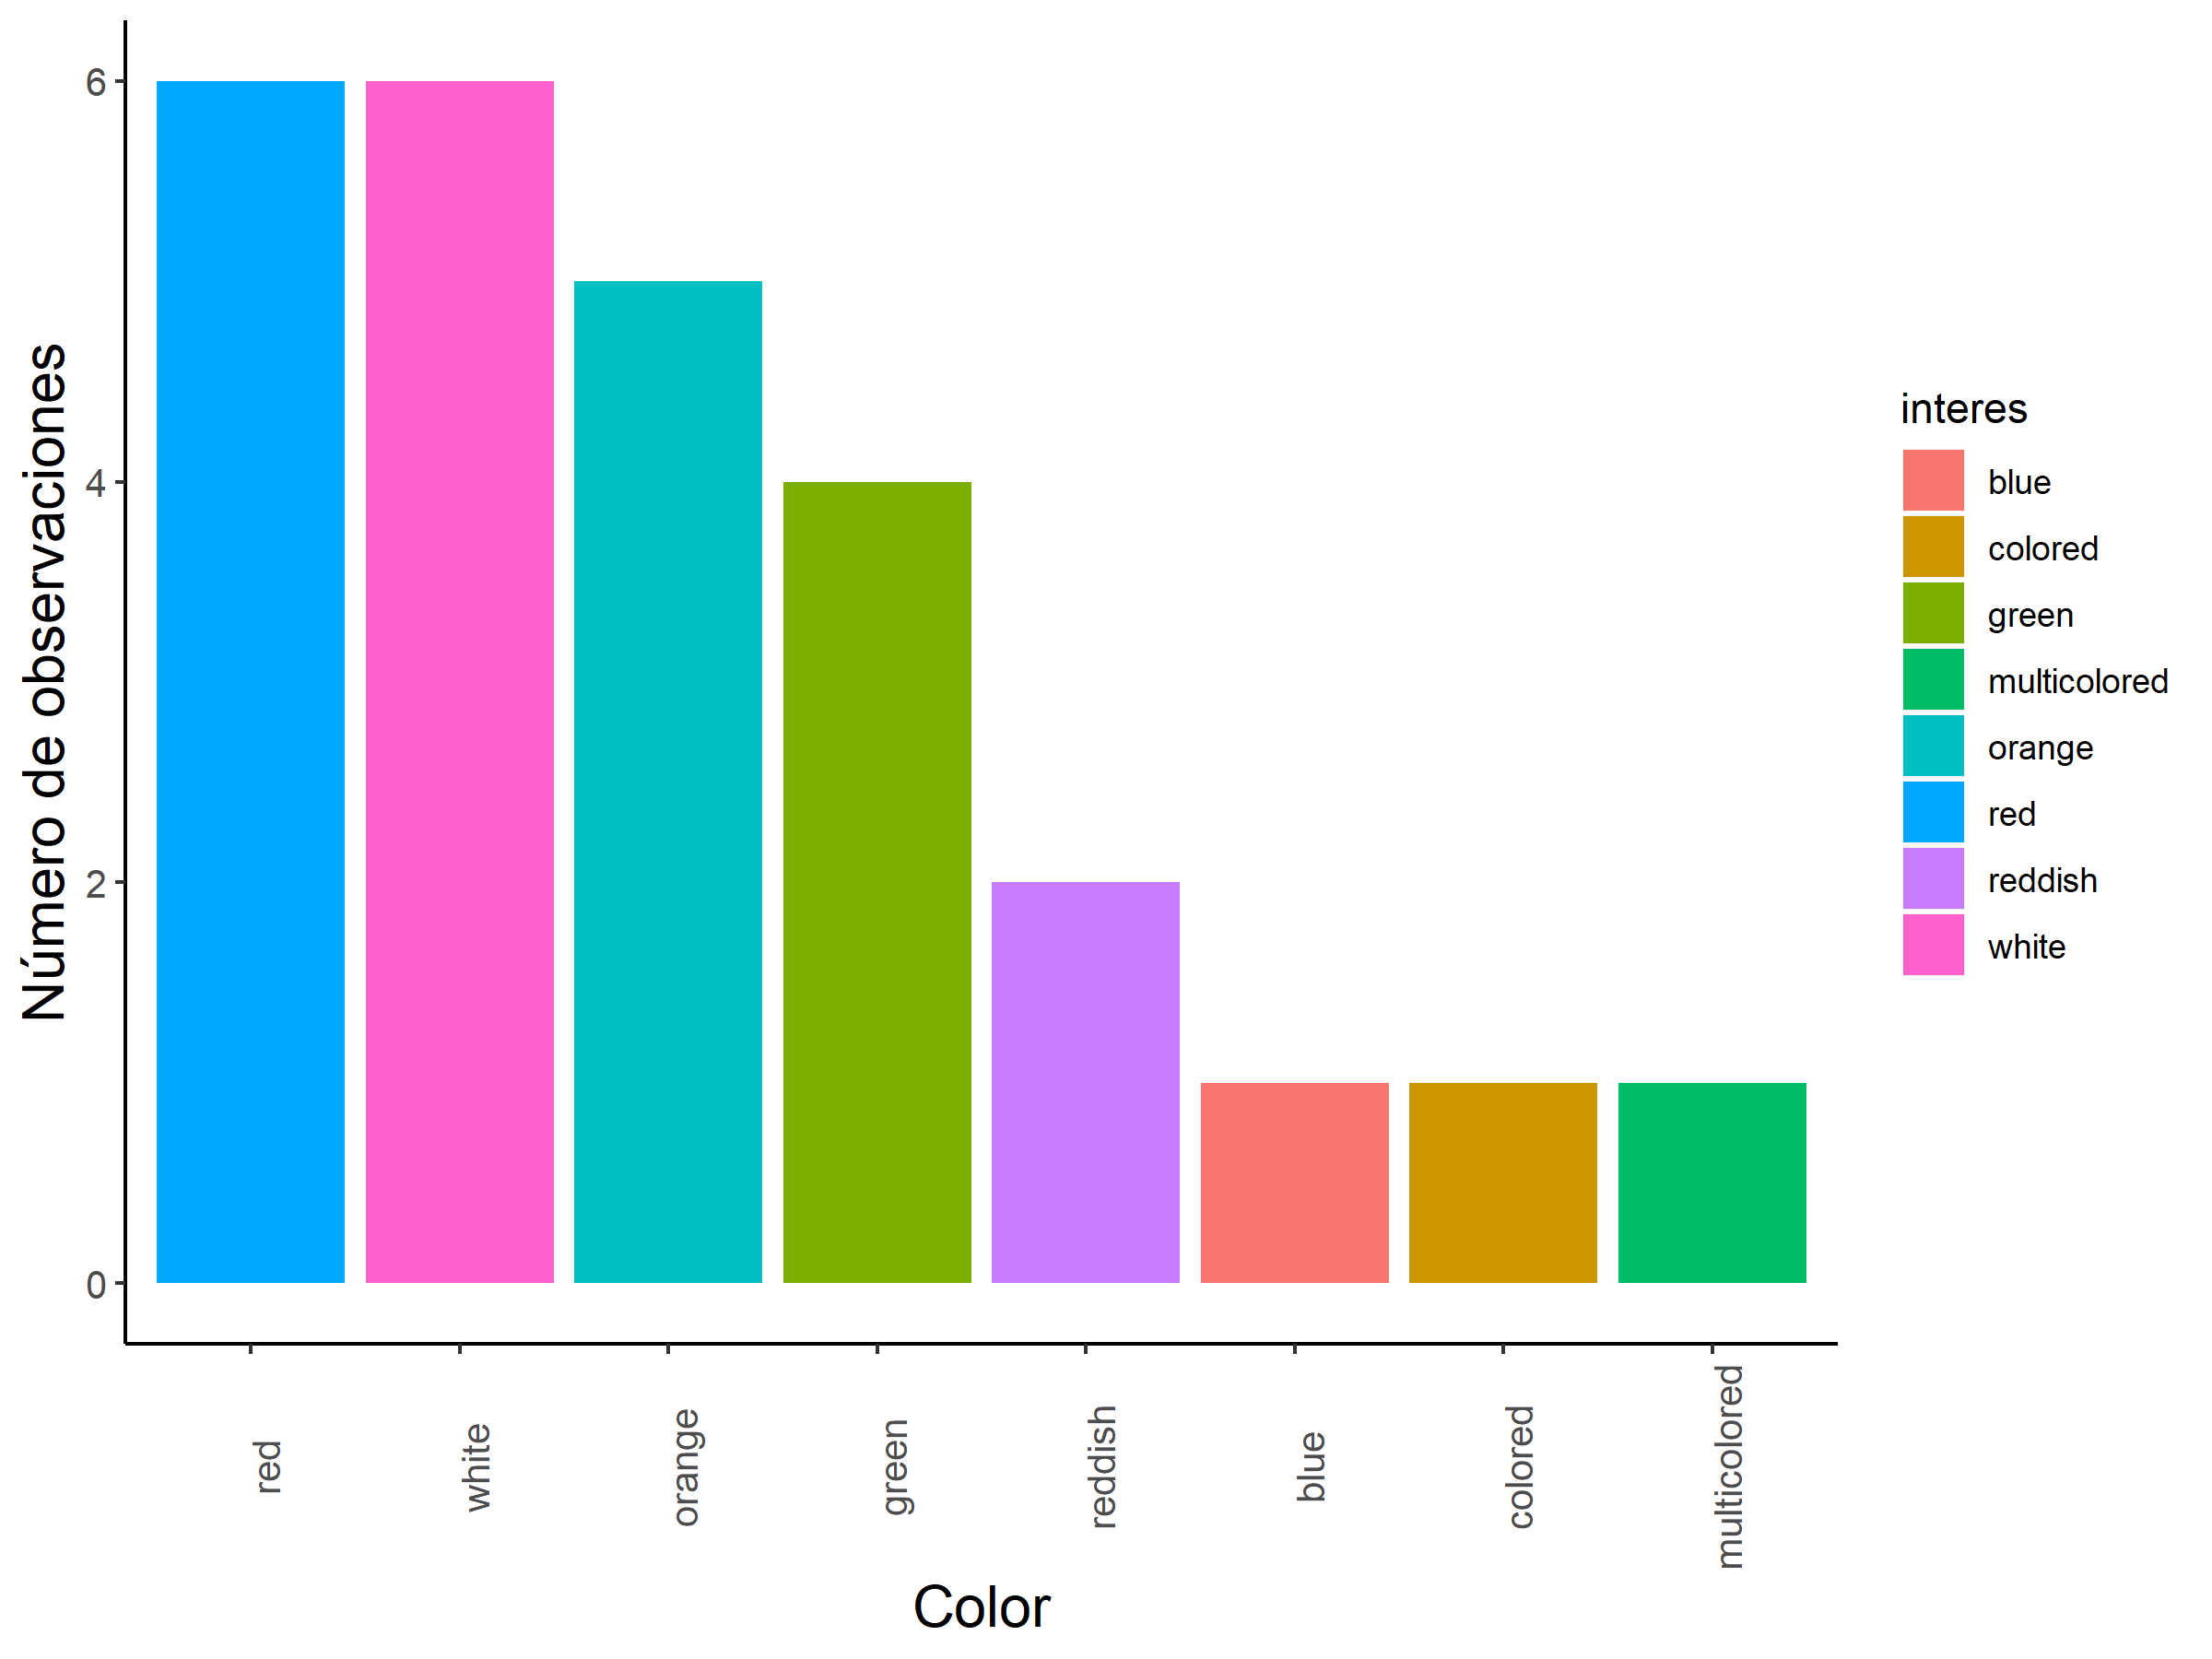 Número de observaciones
6
4
2
0
red
white
orange
green
reddish
blue
colored
multicolored
Color
interes
blue
colored
green
multicolored
orange
red
reddish
white